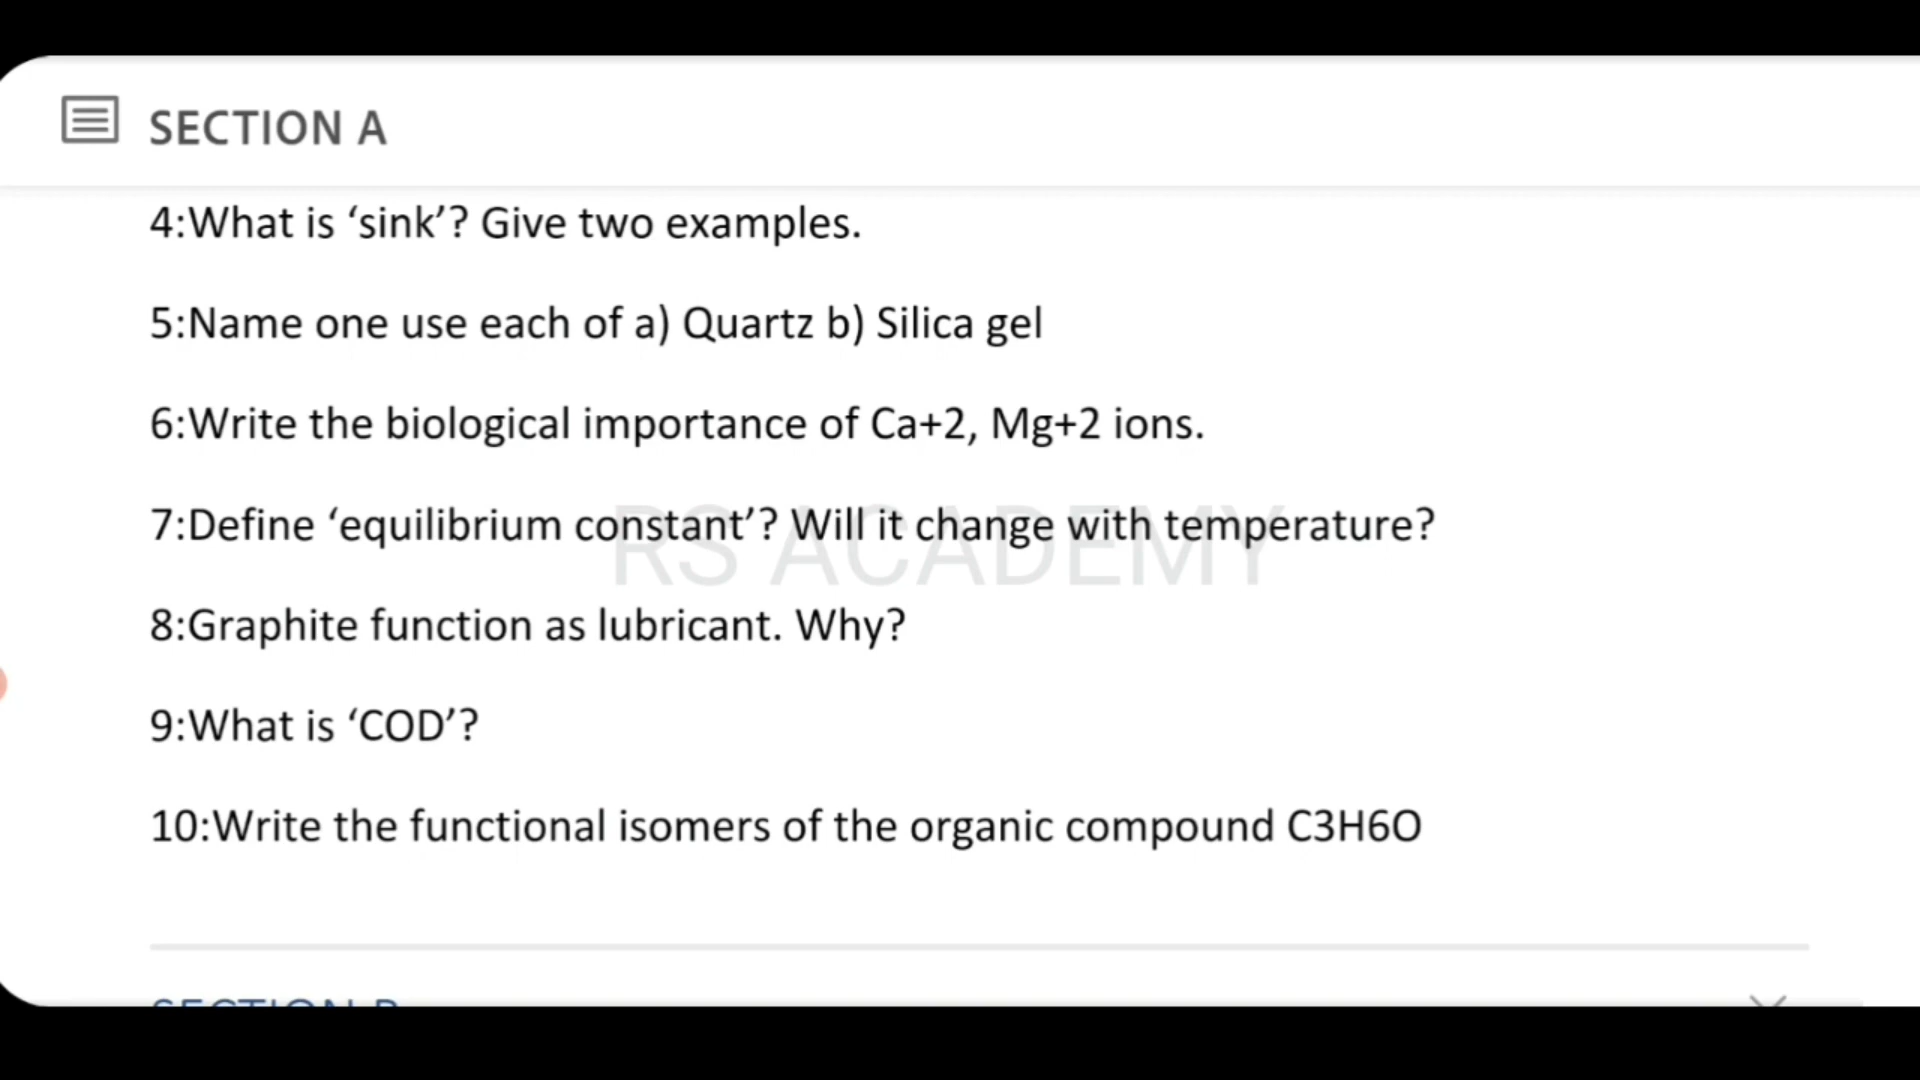 SECTION A
4:What is ‘sink’? Give two examples.
5:Name one use each of a) Quartz b) Silica gel
6:Write the biological importance of Ca+2, Mg+2 ions.
7:Define ‘equilibrium constant’? Will it change with temperature?
RS ACADEMY
8:Graphite function as lubricant. Why?
9:What is ‘COD’?
10:Write the functional isomers of the organic compound C3H6O
SECTION B